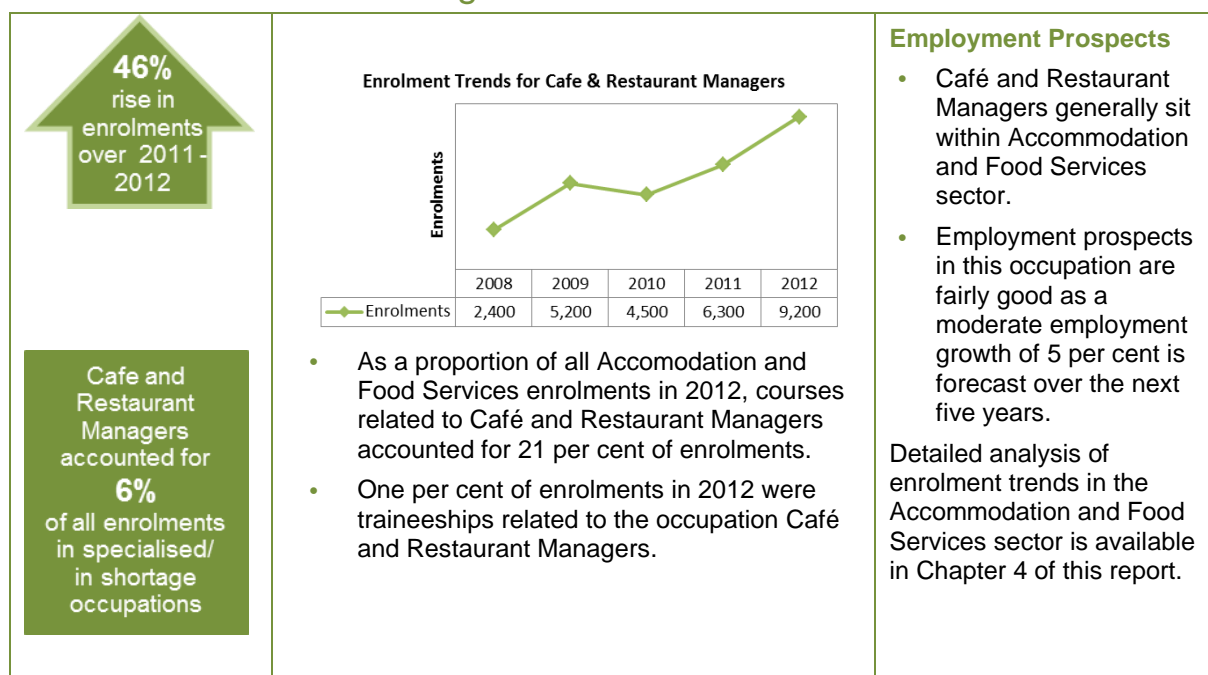 46%
rise in
enrolments
over 2011-
2012
Cafe and
Restaurant
Managers
accounted for
6%
of all enrolments
in specialised/
in shortage
occupations
Enrolment Trends for Cafe & Restaurant Managers
Enrolments
2008 2009 2010 2011 2012
Enrolments 2,400 5,200 4,500 6,300 9,200
• As a proportion of all Accomodation and
Food Services enrolments in 2012, courses
related to Café and Restaurant Managers
accounted for 21 per cent of enrolments.
• One per cent of enrolments in 2012 were
traineeships related to the occupation Café
and Restaurant Managers.
Employment Prospects
• Café and Restaurant
Managers generally sit
within Accommodation
and Food Services
sector.
• Employment prospects
in this occupation are
fairly good as a
moderate employment
growth of 5 per cent is
forecast over the next
five years.
Detailed analysis of
enrolment trends in the
Accommodation and Food
Services sector is available
in Chapter 4 of this report.